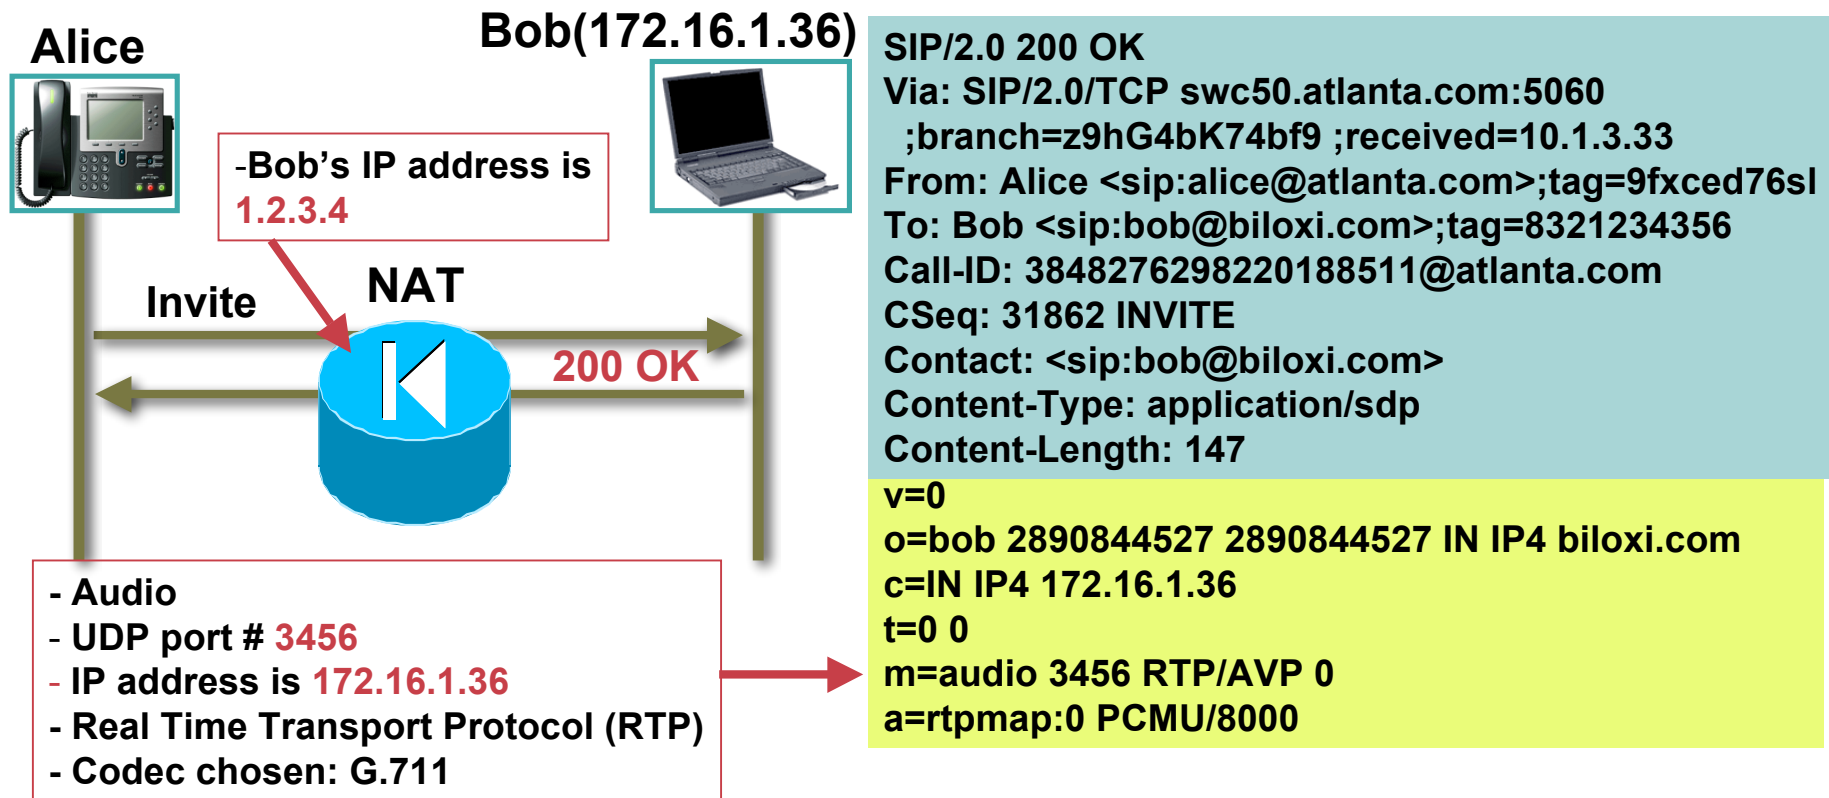 Alice
Bob(172.16.1.36)
-Bob’s IP address is
1.2.3.4
NAT
Invite
200 OK
- Audio
- UDP port # 3456
- IP address is 172.16.1.36
- Real Time Transport Protocol (RTP)
- Codec chosen: G.711
SIP/2.0 200 OK
Via: SIP/2.0/TCP swc50.atlanta.com:5060
;branch=z9hG4bK74bf9 ;received=10.1.3.33
From: Alice <sip:alice@atlanta.com>;tag=9fxced76sl
To: Bob <sip:bob@biloxi.com>;tag=8321234356
Call-ID: 3848276298220188511@atlanta.com
CSeq: 31862 INVITE
Contact: <sip:bob@biloxi.com>
Content-Type: application/sdp
Content-Length: 147
v=0
o=bob 2890844527 2890844527 IN IP4 biloxi.com
c=IN IP4 172.16.1.36
t=0 0
m=audio 3456 RTP/AVP 0
a=rtpmap:0 PCMU/8000